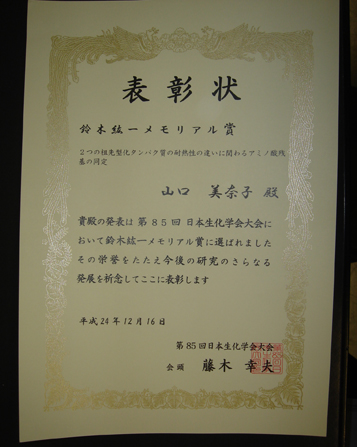 表彰状
鈴木紘一メモリアル賞
2つの祖先型化タンパク質の耐熱性の違いに関わるアミノ酸残
基の同定
山口 美奈子 殿
貴殿の発表は第85回日本生化学会大会に
おいて鈴木紘一メモリアル賞に選ばれました
その栄誉をたたえ今後の研究のさらなる
発展を祈念してここに表彰します
平成24年12月16日
第85回日本生化学会大会
会頭 藤木 幸夫